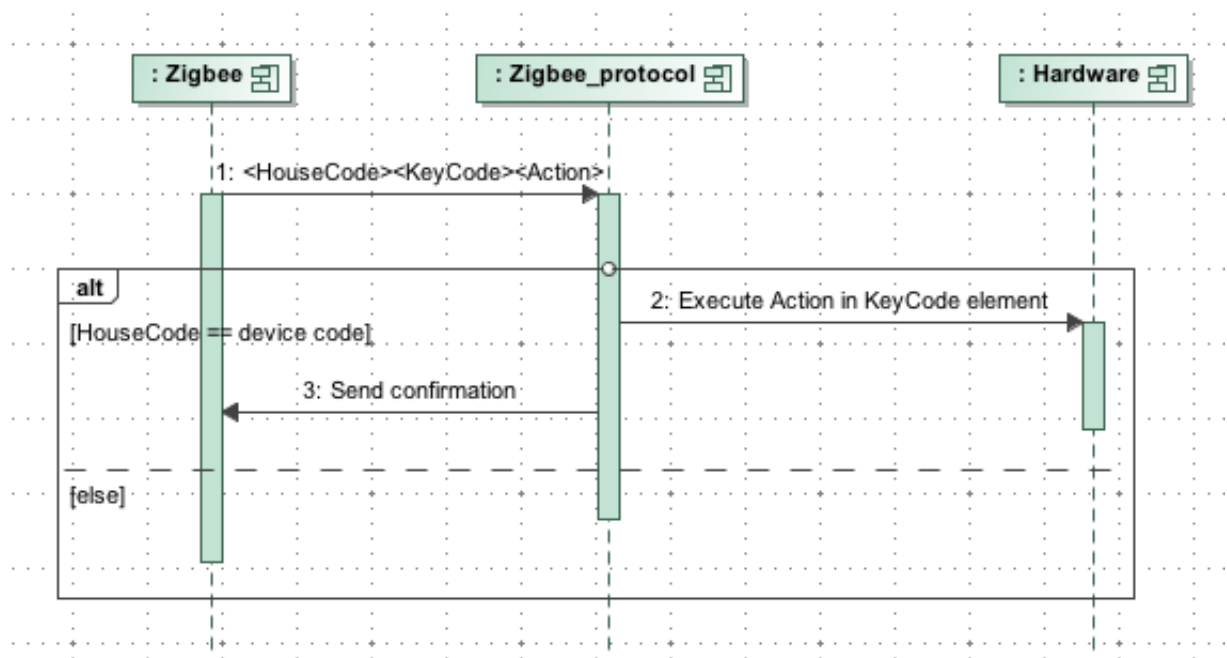 : Zigbee
: Zigbee_protocol
: Hardware
1: <HouseCode><KeyCode><Action>
alt
2: Execute Action in KeyCode element
[HouseCode == device code]
3: Send confirmation
[else]